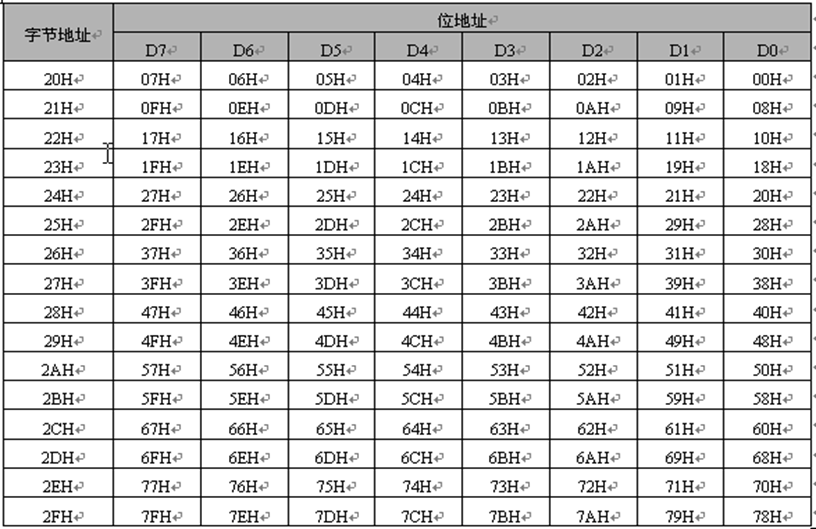 字节地址 位地址
D7 D6 D5 D4 D3 D2 D1 D0
20H 07H 06H 05H 04H 03H 02H 01H 00H
21H 0FH 0EH 0DH 0CH 0BH 0AH 09H 08H
22H 17H 16H 15H 14H 13H 12H 11H 10H
23H 1FH 1EH 1DH 1CH 1BH 1AH 19H 18H
24H 27H 26H 25H 24H 23H 22H 21H 20H
25H 2FH 2EH 2DH 2CH 2BH 2AH 29H 28H
26H 37H 36H 35H 34H 33H 32H 31H 30H
27H 3FH 3EH 3DH 3CH 3BH 3AH 39H 38H
28H 47H 46H 45H 44H 43H 42H 41H 40H
29H 4FH 4EH 4DH 4CH 4BH 4AH 49H 48H
2AH 57H 56H 55H 54H 53H 52H 51H 50H
2BH 5FH 5EH 5DH 5CH 5BH 5AH 59H 58H
2CH 67H 66H 65H 64H 63H 62H 61H 60H
2DH 6FH 6EH 6DH 6CH 6BH 6AH 69H 68H
2EH 77H 76H 75H 74H 73H 72H 71H 70H
2FH 7FH 7EH 7DH 7CH 7BH 7AH 79H 78H